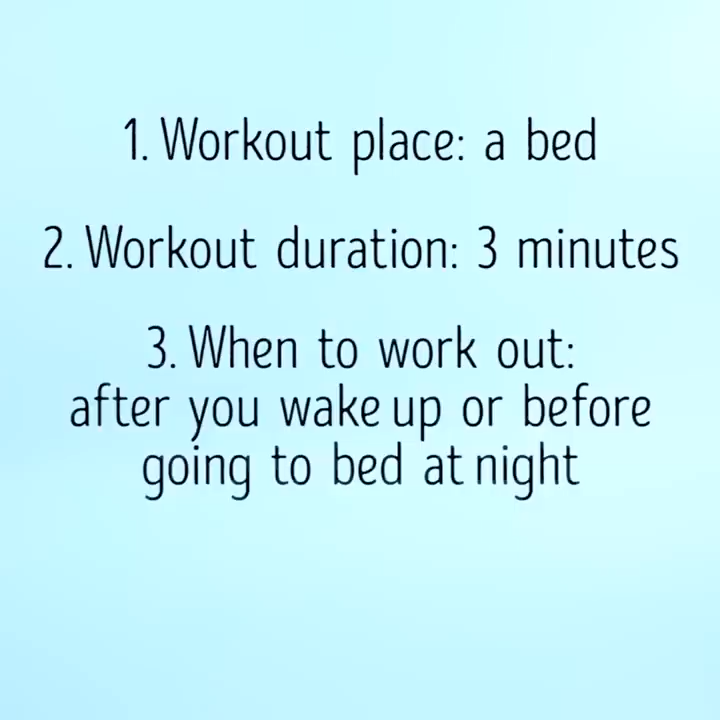 1. Workout place: a bed
2. Workout duration: 3 minutes
3. When to work out:
after you wake up or before
going to bed at night